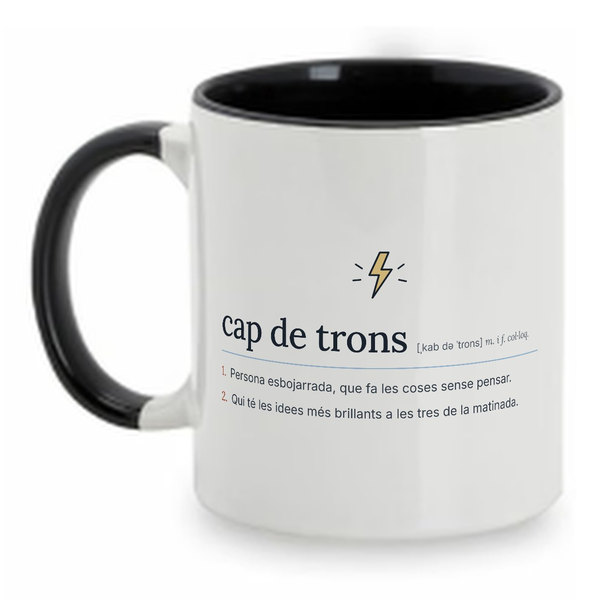 cap de trons [ˌkab də ˈtrons] m. i f. col·loq.
1. Persona esbojarrada, que fa les coses sense pensar.
2. Qui té les idees més brillants a les tres de la matinada.